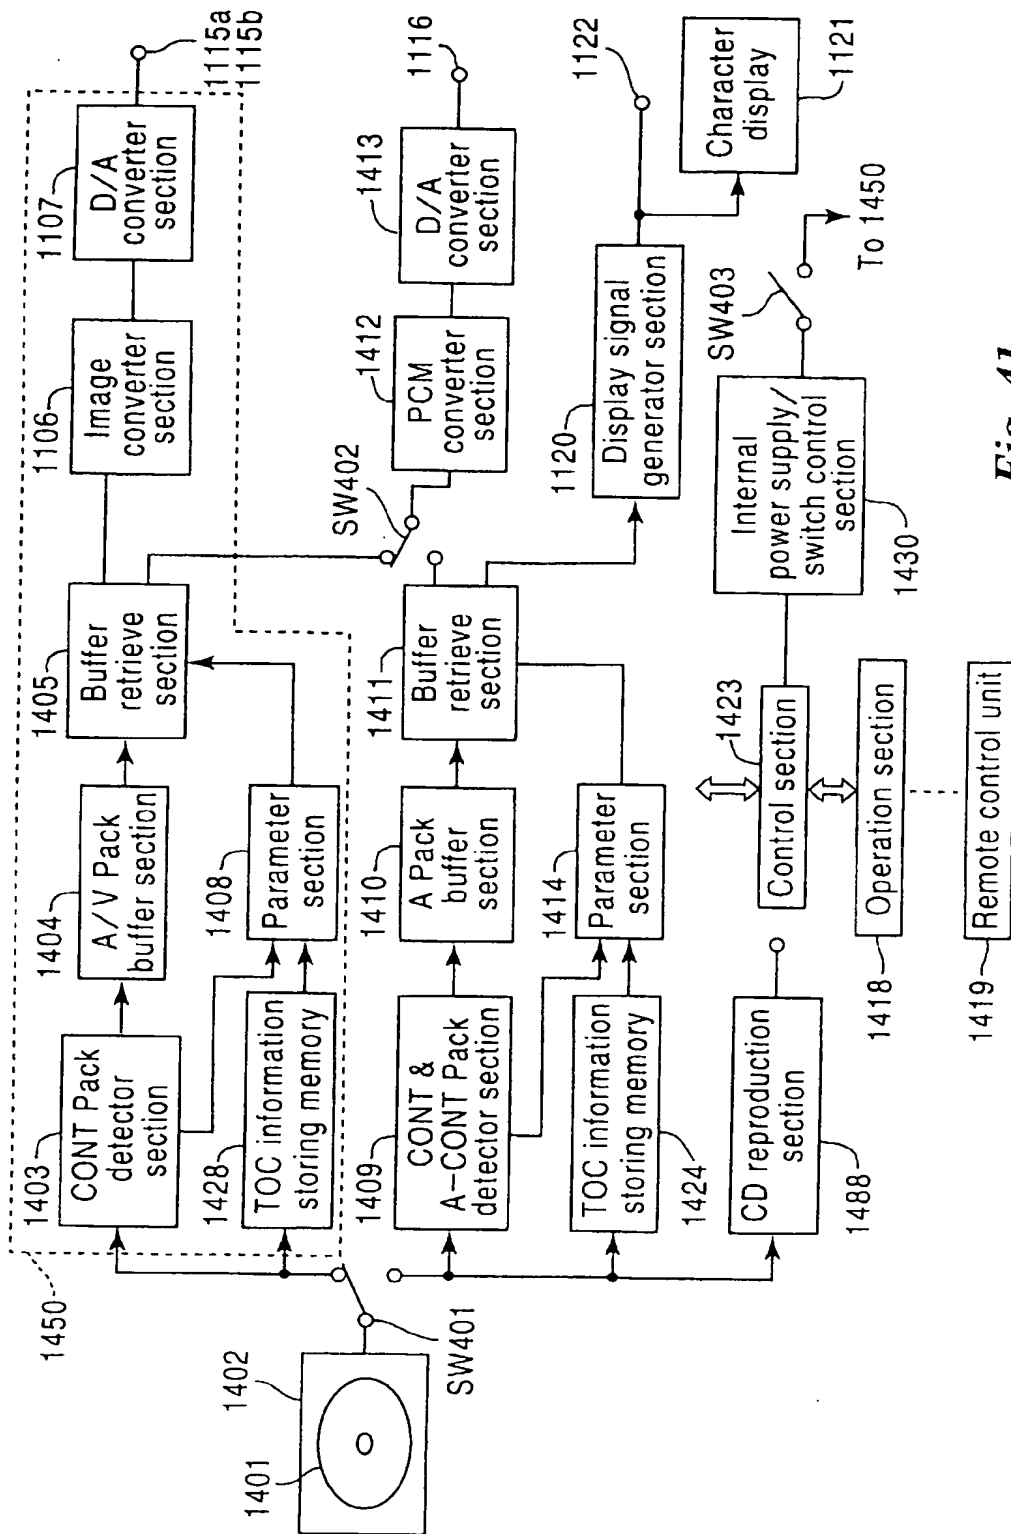 1401
1402
SW401
1450
1403
CONT Pack
detector
section
1404
A/V Pack
buffer section
1405
Buffer
retrieve
section
1106
Image
converter
section
1107
D/A
converter
section
1115a
1115b
1428
TOC information
storing memory
1408
Parameter
section
SW402
1409
CONT &
A-CONT Pack
detector section
1410
A Pack
buffer
section
1411
Buffer
retrieve
section
1412
PCM
converter
section
1413
D/A
converter
section
1116
TOC information
storing memory
1424
1414
Parameter
section
1120
Display signal
generator section
1122
Character
display
1121
CD reproduction
section
1488
1423
Control section
Operation section
1418
Remote control unit
1419
Internal
power supply/
switch control
section
1430
SW403
To 1450